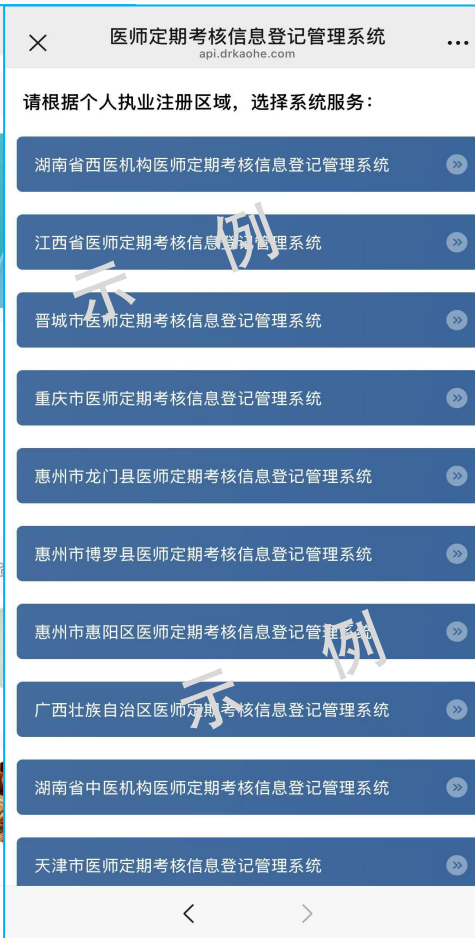 医师定期考核信息登记管理系统
api.drkaohe.com
请根据个人执业注册区域，选择系统服务：
湖南省西医机构医师定期考核信息登记管理系统
江西省医师定期考核信息登记管理系统
示 例
晋城市医师定期考核信息登记管理系统
重庆市医师定期考核信息登记管理系统
惠州市龙门县医师定期考核信息登记管理系统
惠州市博罗县医师定期考核信息登记管理系统
惠州市惠阳区医师定期考核信息登记管理系统
示 例
广西壮族自治区医师定期考核信息登记管理系统
湖南省中医机构医师定期考核信息登记管理系统
天津市医师定期考核信息登记管理系统